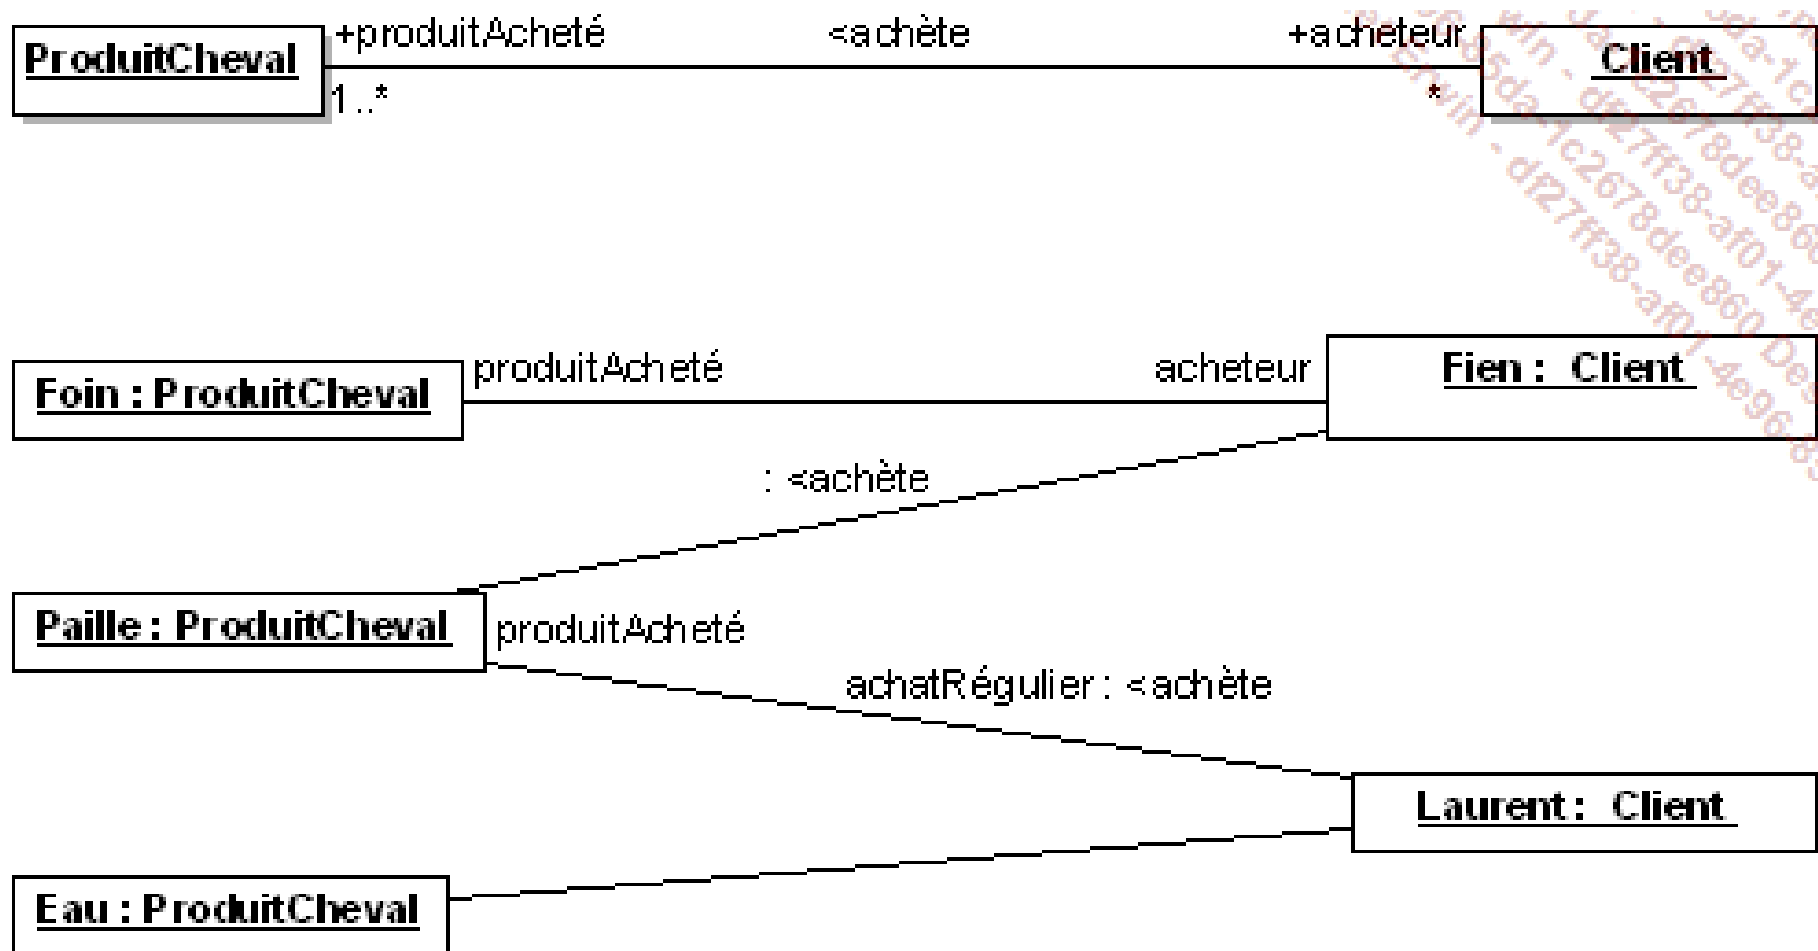 +produitAcheté <achète +acheteur
ProduitCheval Client
1..* *
produitAcheté acheteur Fien : Client
Foin : ProduitCheval
: <achète
Paille : ProduitCheval produitAcheté
achatRégulier : <achète
Laurent : Client
Eau : ProduitCheval